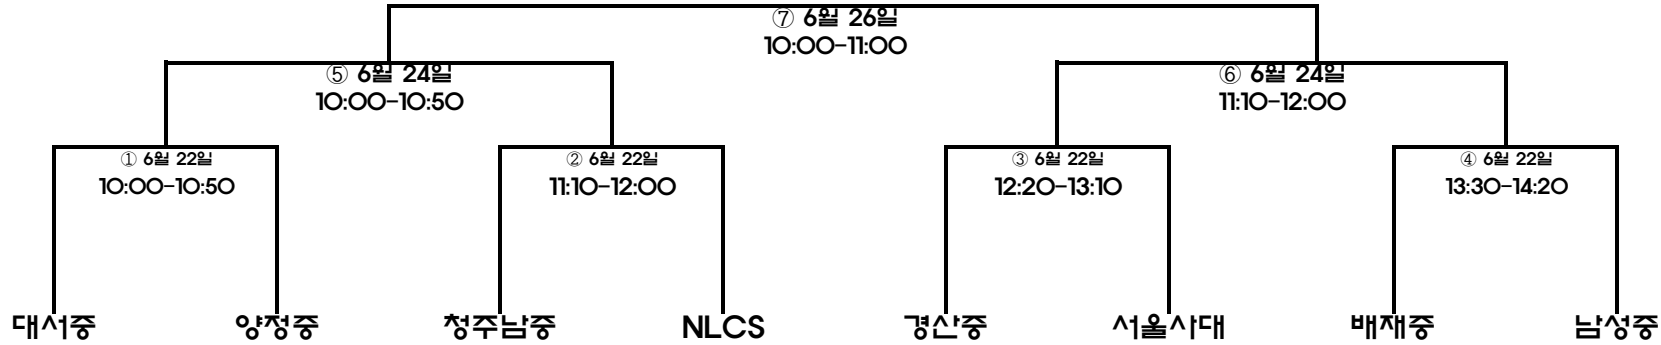 ⑦ 6월 26일
10:00-11:00
⑤ 6월 24일
10:00-10:50
⑥ 6월 24일
11:10-12:00
① 6월 22일
10:00-10:50
② 6월 22일
11:10-12:00
③ 6월 22일
12:20-13:10
④ 6월 22일
13:30-14:20
대서중
양정중
청주남중
NLCS
경산중
서울사대
배재중
남성중